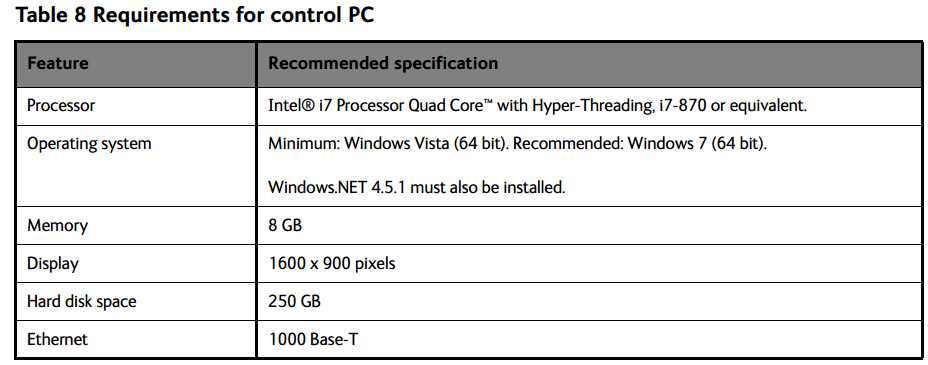 Table 8 Requirements for control PC
Feature Recommended specification
Processor Intel® i7 Processor Quad Core™ with Hyper-Threading, i7-870 or equivalent.
Operating system Minimum: Windows Vista (64 bit). Recommended: Windows 7 (64 bit).
Windows.NET 4.5.1 must also be installed.
Memory 8 GB
Display 1600 x 900 pixels
Hard disk space 250 GB
Ethernet 1000 Base-T